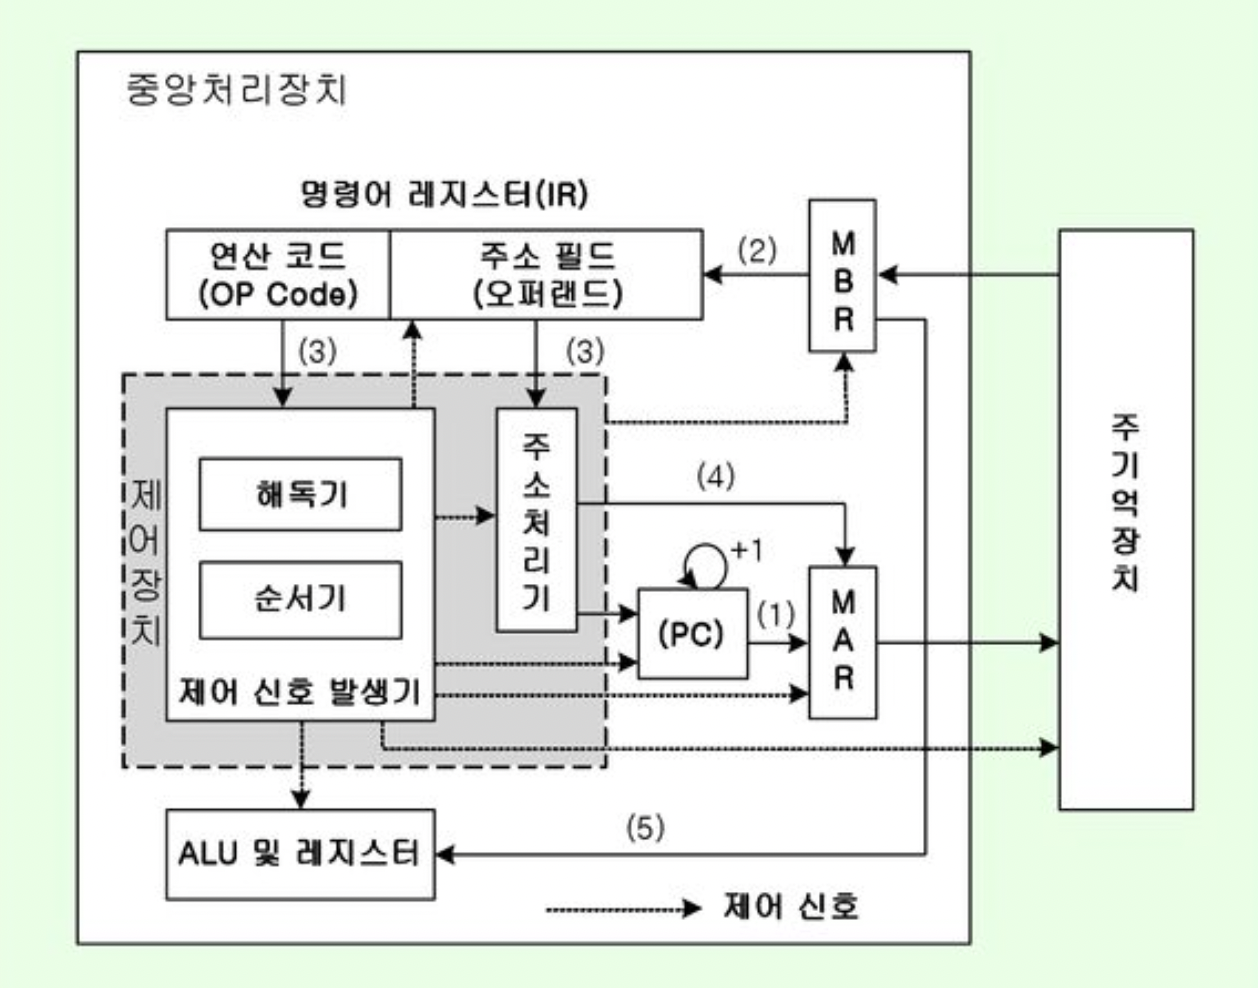 중앙처리장치
명령어 레지스터(IR)
연산 코드
(OP Code)
주소 필드
(오퍼랜드)
(2)
MBR
(3)
(3)
제어장치
해독기
순서기
제어 신호 발생기
주소처리기
(4)
+1
(PC)
(1)
MAR
주기억장치
ALU 및 레지스터
(5)
제어 신호